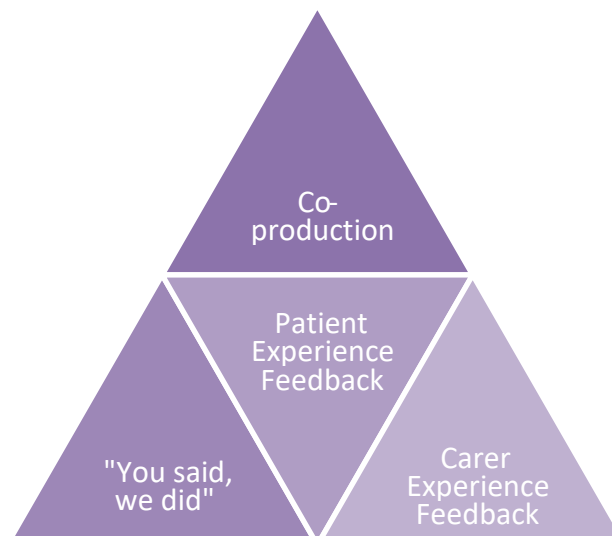 Co-
production
Patient
Experience
Feedback
"You said,
we did"
Carer
Experience
Feedback